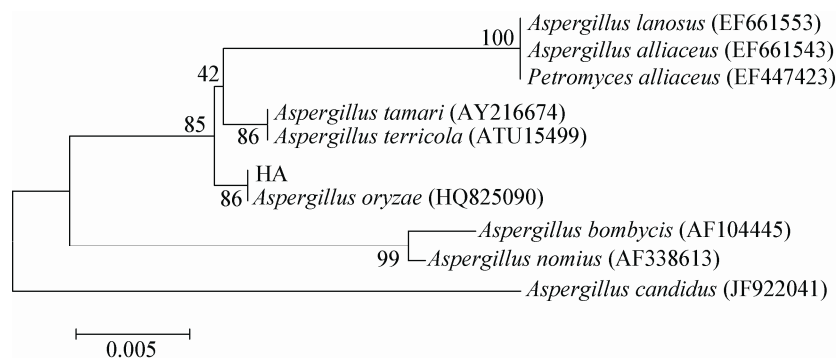 Aspergillus lanosus (EF661553)
100
Aspergillus alliaceus (EF661543)
Petromyces alliaceus (EF447423)
42
Aspergillus tamari (AY216674)
85
86
Aspergillus terricola (ATU15499)
HA
86
Aspergillus oryzae (HQ825090)
Aspergillus bombycis (AF104445)
99
Aspergillus nomius (AF338613)
Aspergillus candidus (JF922041)
0.005